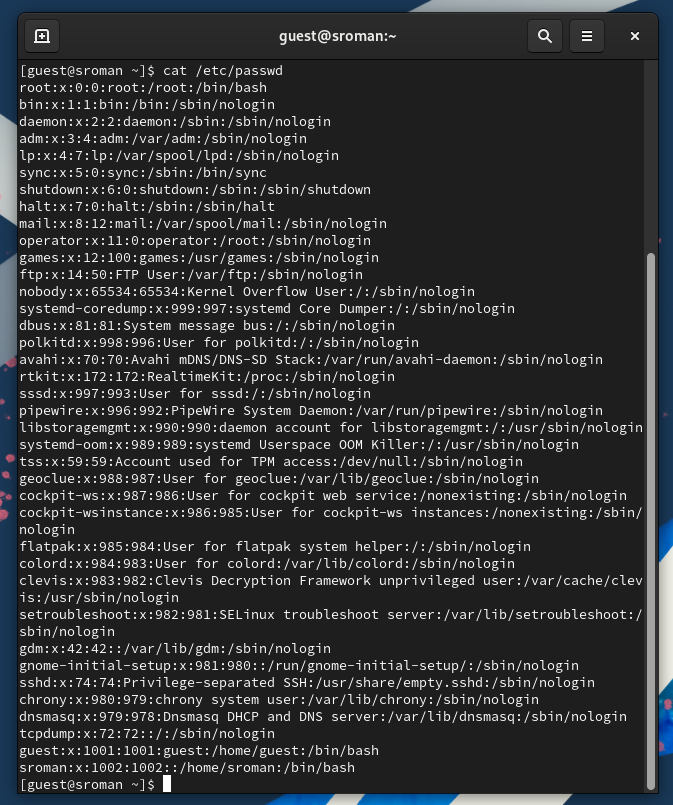 guest@sroman:~
[guest@sroman ~]$ cat /etc/passwd
root:x:0:0:root:/root:/bin/bash
bin:x:1:1:bin:/bin:/sbin/nologin
daemon:x:2:2:daemon:/sbin:/sbin/nologin
adm:x:3:4:adm:/var/adm:/sbin/nologin
lp:x:4:7:lp:/var/spool/lpd:/sbin/nologin
sync:x:5:0:sync:/sbin:/bin/sync
shutdown:x:6:0:shutdown:/sbin:/sbin/shutdown
halt:x:7:0:halt:/sbin:/sbin/halt
mail:x:8:12:mail:/var/spool/mail:/sbin/nologin
operator:x:11:0:operator:/root:/sbin/nologin
games:x:12:100:games:/usr/games:/sbin/nologin
ftp:x:14:50:FTP User:/var/ftp:/sbin/nologin
nobody:x:65534:65534:Kernel Overflow User:/:/sbin/nologin
systemd-coredump:x:999:997:systemd Core Dumper:/:/sbin/nologin
dbus:x:81:81:System message bus:/:/sbin/nologin
polkitd:x:998:996:User for polkitd:/:/sbin/nologin
avahi:x:70:70:Avahi mDNS/DNS-SD Stack:/var/run/avahi-daemon:/sbin/nologin
rtkit:x:172:172:RealtimeKit:/proc:/sbin/nologin
sssd:x:997:993:User for sssd:/:/sbin/nologin
pipewire:x:996:992:PipeWire System Daemon:/var/run/pipewire:/sbin/nologin
libstoragemgmt:x:990:990:daemon account for libstoragemgmt:/:/usr/sbin/nologin
systemd-oom:x:989:989:systemd Userspace OOM Killer:/:/usr/sbin/nologin
tss:x:59:59:Account used for TPM access:/dev/null:/sbin/nologin
geoclue:x:988:987:User for geoclue:/var/lib/geoclue:/sbin/nologin
cockpit-ws:x:987:986:User for cockpit web service:/nonexisting:/sbin/nologin
cockpit-wsinstance:x:986:985:User for cockpit-ws instances:/nonexisting:/sbin/
nologin
flatpak:x:985:984:User for flatpak system helper:/:/sbin/nologin
colord:x:984:983:User for colord:/var/lib/colord:/sbin/nologin
clevis:x:983:982:Clevis Decryption Framework unprivileged user:/var/cache/clev
is:/usr/sbin/nologin
setroubleshoot:x:982:981:SELinux troubleshoot server:/var/lib/setroubleshoot:/
sbin/nologin
gdm:x:42:42::/var/lib/gdm:/sbin/nologin
gnome-initial-setup:x:981:980::/run/gnome-initial-setup/:/sbin/nologin
sshd:x:74:74:Privilege-separated SSH:/usr/share/empty.sshd:/sbin/nologin
chrony:x:980:979:chrony system user:/var/lib/chrony:/sbin/nologin
dnsmasq:x:979:978:Dnsmasq DHCP and DNS server:/var/lib/dnsmasq:/sbin/nologin
tcpdump:x:72:72::/:/sbin/nologin
guest:x:1001:1001:guest:/home/guest:/bin/bash
sroman:x:1002:1002::/home/sroman:/bin/bash
[guest@sroman ~]$